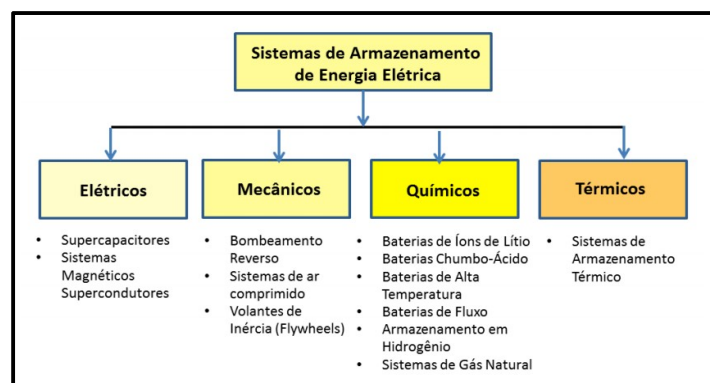 Sistemas de Armazenamento
de Energia Elétrica
Elétricos
• Supercapacitores
• Sistemas
Magnéticos
Supercondutores
Mecânicos
• Bombeamento
Reverso
• Sistemas de ar
comprimido
• Volantes de
Inércia (Flywheels)
Químicos
• Baterias de Íons de Lítio
• Baterias Chumbo-Ácido
• Baterias de Alta
Temperatura
• Baterias de Fluxo
• Armazenamento em
Hidrogênio
• Sistemas de Gás Natural
Térmicos
• Sistemas de
Armazenamento
Térmico